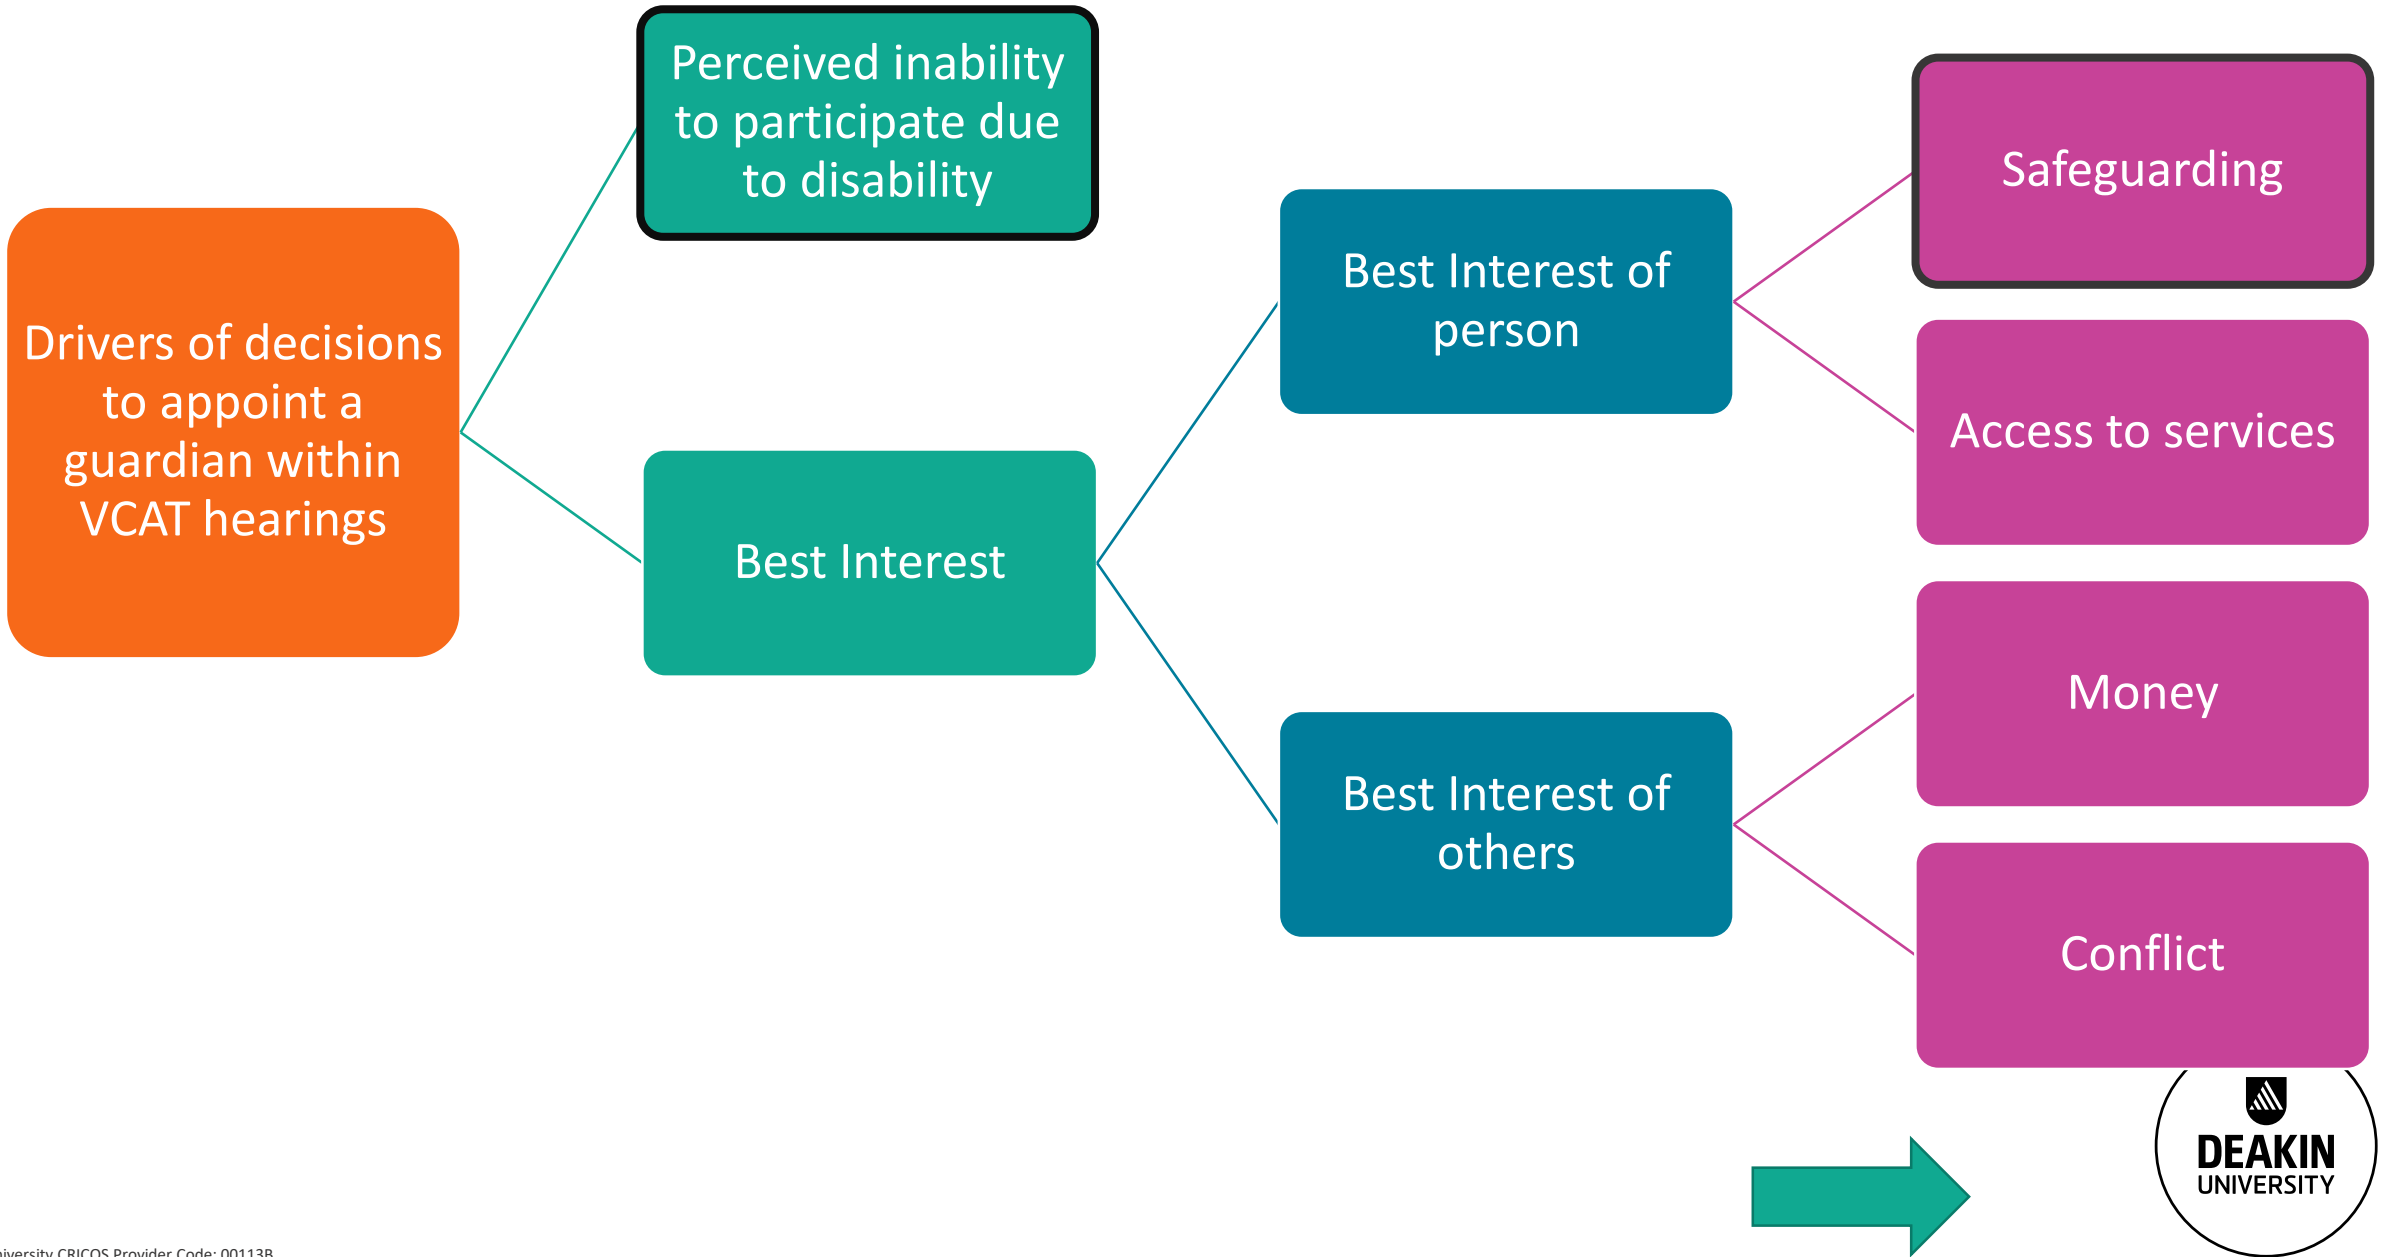 Drivers of decisions
to appoint a
guardian within
VCAT hearings
Perceived inability
to participate due
to disability
Best Interest
Best Interest of
person
Best Interest of
others
Safeguarding
Access to services
Money
Conflict
DEAKIN
UNIVERSITY
CRICOS Provider Code: 00113B